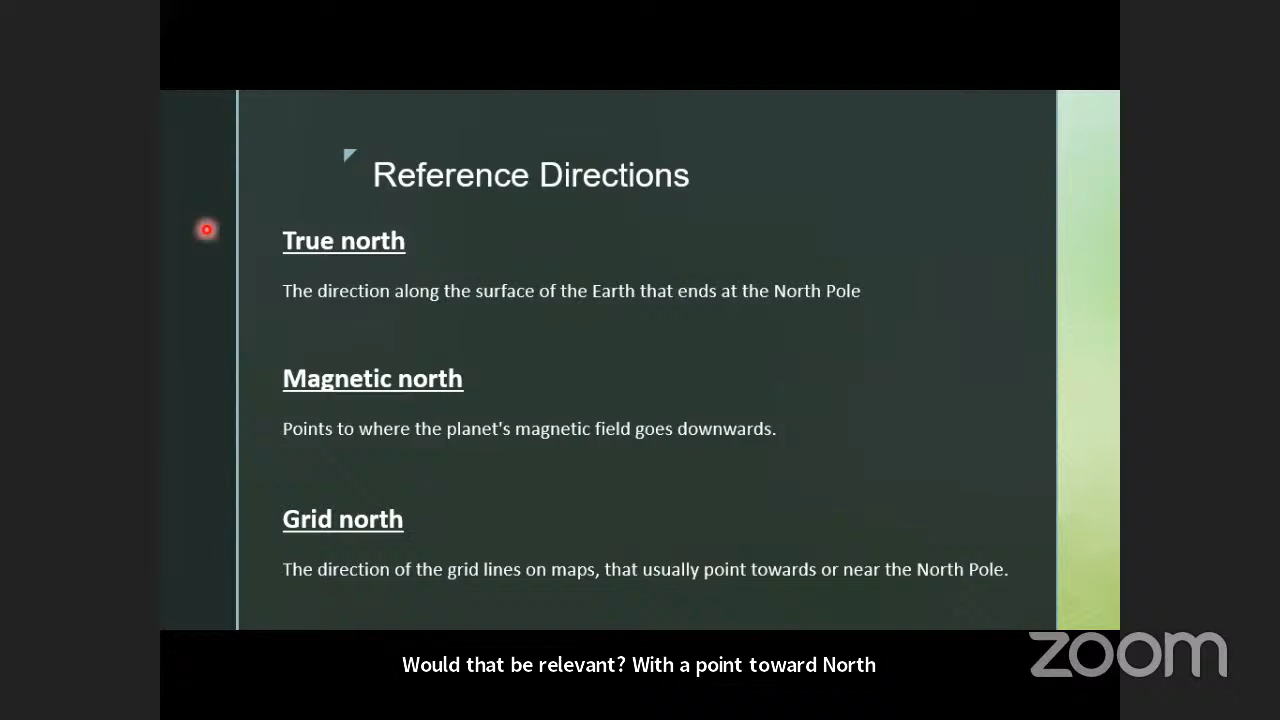 Reference Directions
True north
The direction along the surface of the Earth that ends at the North Pole
Magnetic north
Points to where the planet's magnetic field goes downwards.
Grid north
The direction of the grid lines on maps, that usually point towards or near the North Pole.
Would that be relevant? With a point toward North
zoom